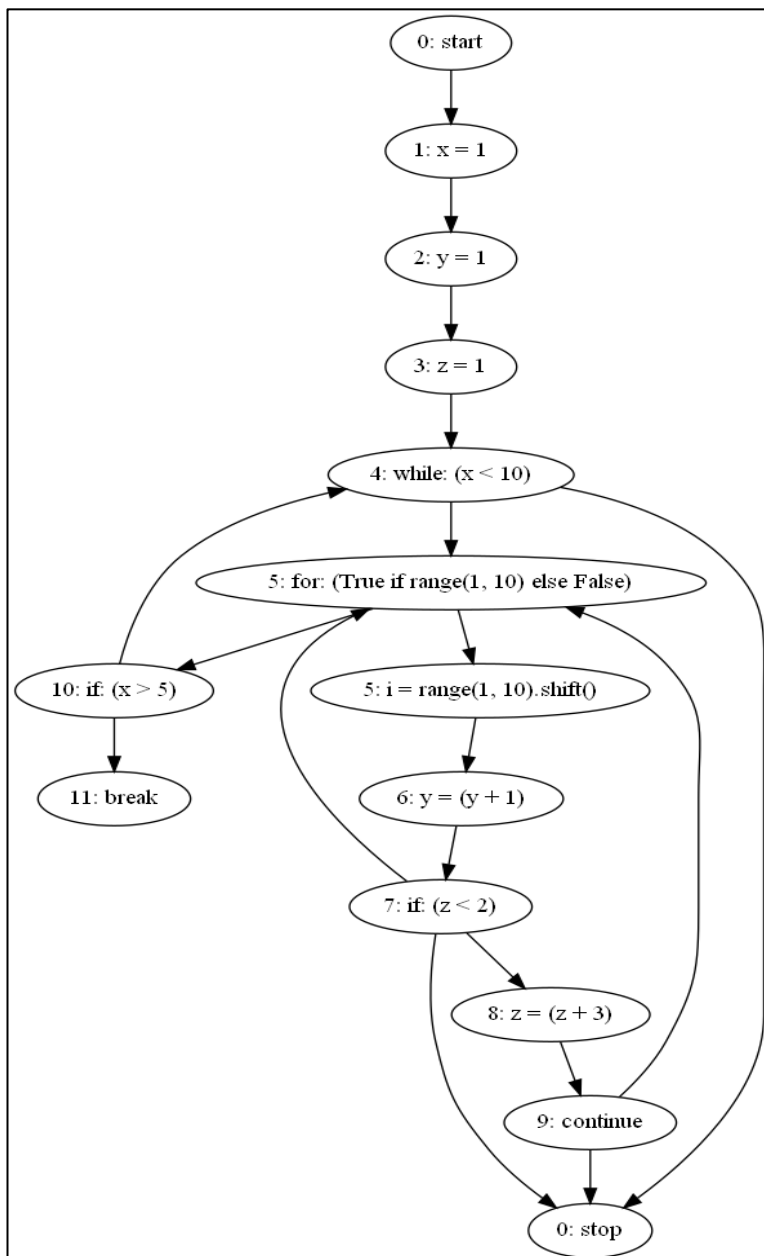 0: start
1: x = 1
2: y = 1
3: z = 1
4: while: (x < 10)
5: for: (True if range(1, 10) else False)
10: if: (x > 5)
5: i = range(1, 10).shift()
11: break
6: y = (y + 1)
7: if: (z < 2)
8: z = (z + 3)
9: continue
0: stop